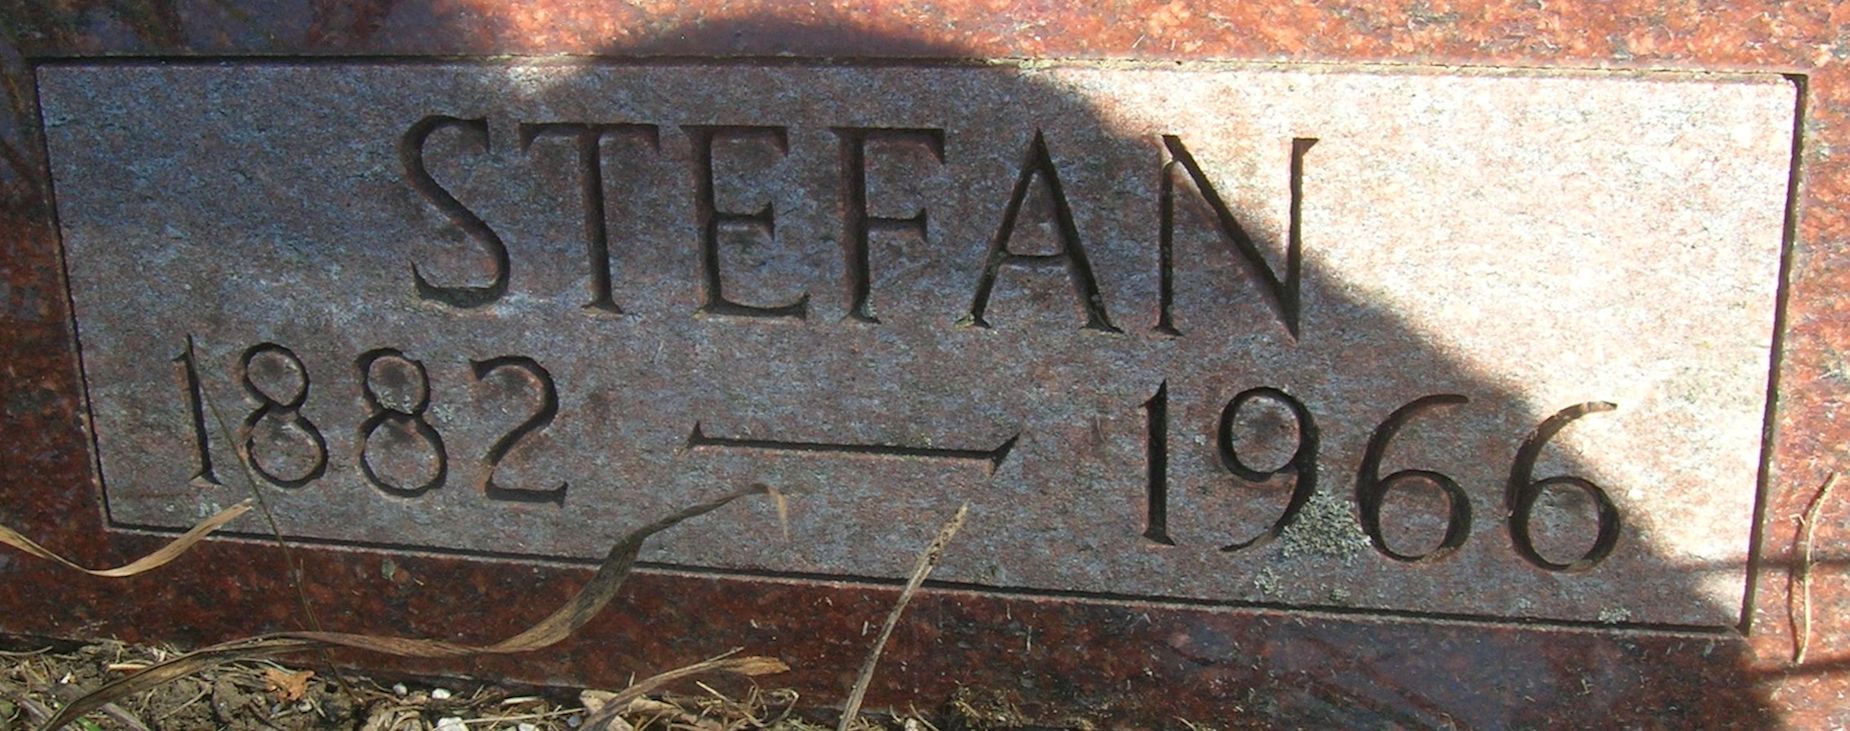 STEFAN
1882 — 1966